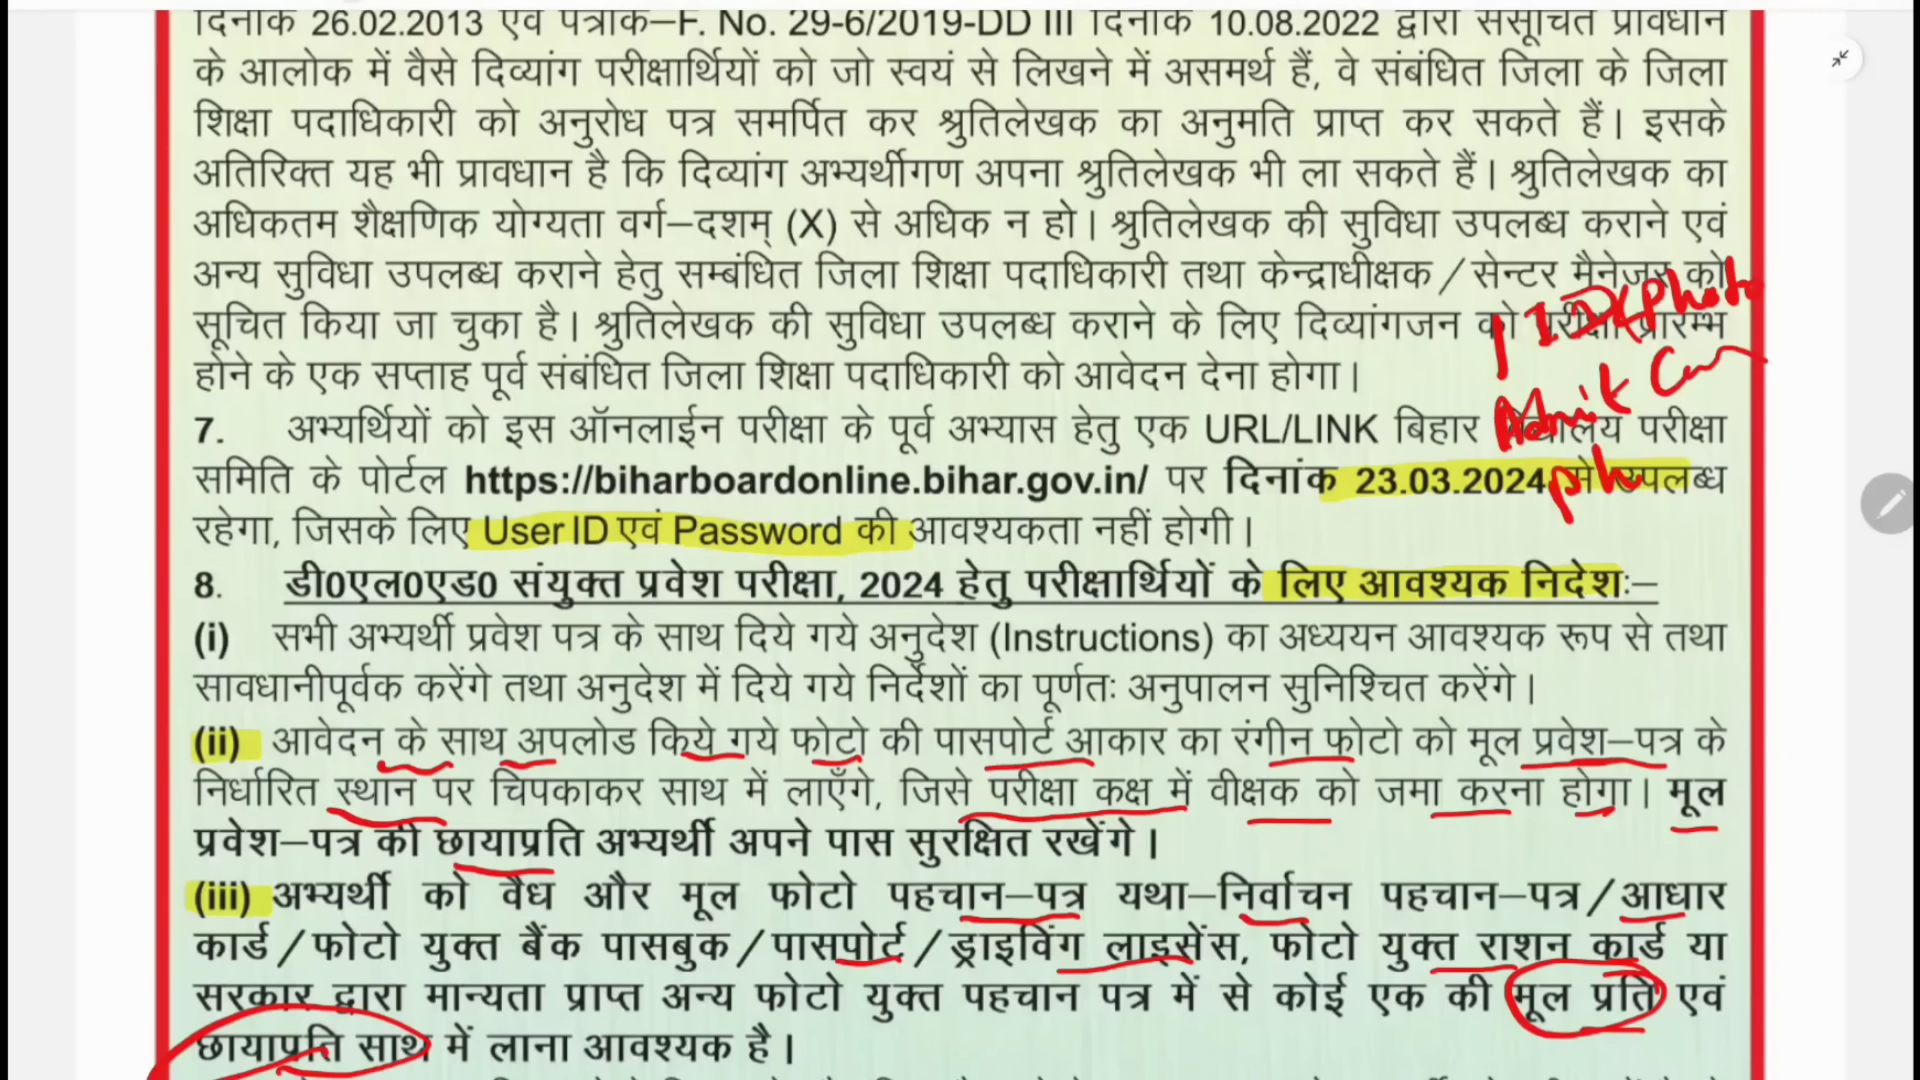 दिनांक 26.02.2013 एवं पत्रांक–F. No. 29-6/2019-DD III दिनांक 10.08.2022 द्वारा संसूचित प्रावधान
के आलोक में वैसे दिव्यांग परीक्षार्थियों को जो स्वयं से लिखने में असमर्थ हैं, वे संबंधित जिला के जिला
शिक्षा पदाधिकारी को अनुरोध पत्र समर्पित कर श्रुतिलेखक का अनुमति प्राप्त कर सकते हैं। इसके
अतिरिक्त यह भी प्रावधान है कि दिव्यांग अभ्यर्थीगण अपना श्रुतिलेखक भी ला सकते हैं। श्रुतिलेखक का
अधिकतम शैक्षणिक योग्यता वर्ग–दशम् (X) से अधिक न हो। श्रुतिलेखक की सुविधा उपलब्ध कराने एवं
अन्य सुविधा उपलब्ध कराने हेतु सम्बंधित जिला शिक्षा पदाधिकारी तथा केन्द्राधीक्षक/सेन्टर मैनेजर को
सूचित किया जा चुका है। श्रुतिलेखक की सुविधा उपलब्ध कराने के लिए दिव्यांगजन को परीक्षा प्रारम्भ
ID Photo
होने के एक सप्ताह पूर्व संबंधित जिला शिक्षा पदाधिकारी को आवेदन देना होगा।
Admit
7. अभ्यर्थियों को इस ऑनलाईन परीक्षा के पूर्व अभ्यास हेतु एक URL/LINK बिहार विद्यालय परीक्षा
समिति के पोर्टल https://biharboardonline.bihar.gov.in/ पर दिनांक 23.03.2024 से उपलब्ध
Ph
रहेगा, जिसके लिए User ID एवं Password की आवश्यकता नहीं होगी।
8. डी0एल0एड0 संयुक्त प्रवेश परीक्षा, 2024 हेतु परीक्षार्थियों के लिए आवश्यक निदेश:–
(i) सभी अभ्यर्थी प्रवेश पत्र के साथ दिये गये अनुदेश (Instructions) का अध्ययन आवश्यक रूप से तथा
सावधानीपूर्वक करेंगे तथा अनुदेश में दिये गये निर्देशों का पूर्णतः अनुपालन सुनिश्चित करेंगे।
(ii) आवेदन के साथ अपलोड किये गये फोटो की पासपोर्ट आकार का रंगीन फोटो को मूल प्रवेश–पत्र के
निर्धारित स्थान पर चिपकाकर साथ में लाएँगे, जिसे परीक्षा कक्ष में वीक्षक को जमा करना होगा। मूल
प्रवेश–पत्र की छायाप्रति अभ्यर्थी अपने पास सुरक्षित रखेंगे।
(iii) अभ्यर्थी को वैध और मूल फोटो पहचान–पत्र यथा–निर्वाचन पहचान–पत्र/आधार
कार्ड/फोटो युक्त बैंक पासबुक/पासपोर्ट/ड्राइविंग लाइसेंस, फोटो युक्त राशन कार्ड या
सरकार द्वारा मान्यता प्राप्त अन्य फोटो युक्त पहचान पत्र में से कोई एक की मूल प्रति एवं
छायाप्रति साथ में लाना आवश्यक है।